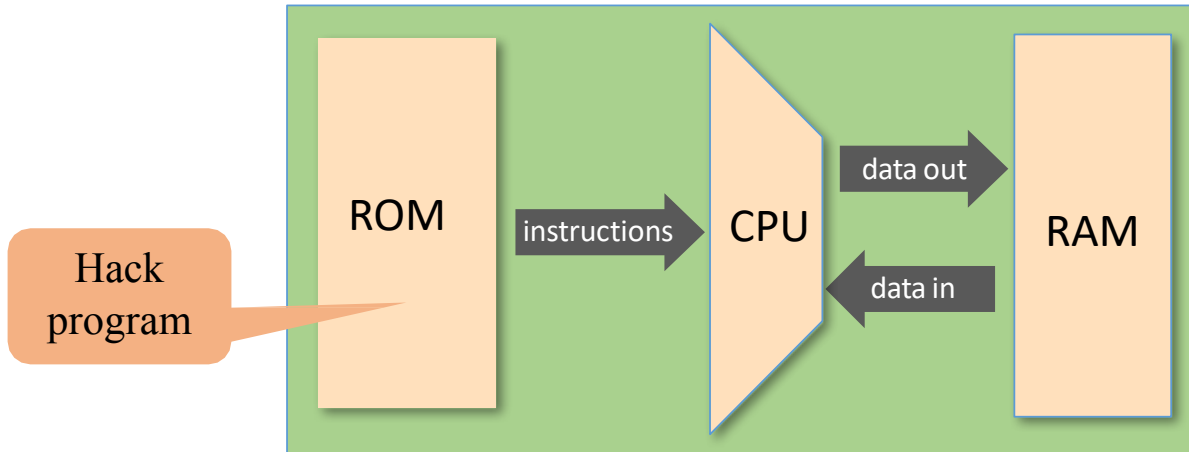 Hack
program
ROM
instructions
CPU
data out
data in
RAM